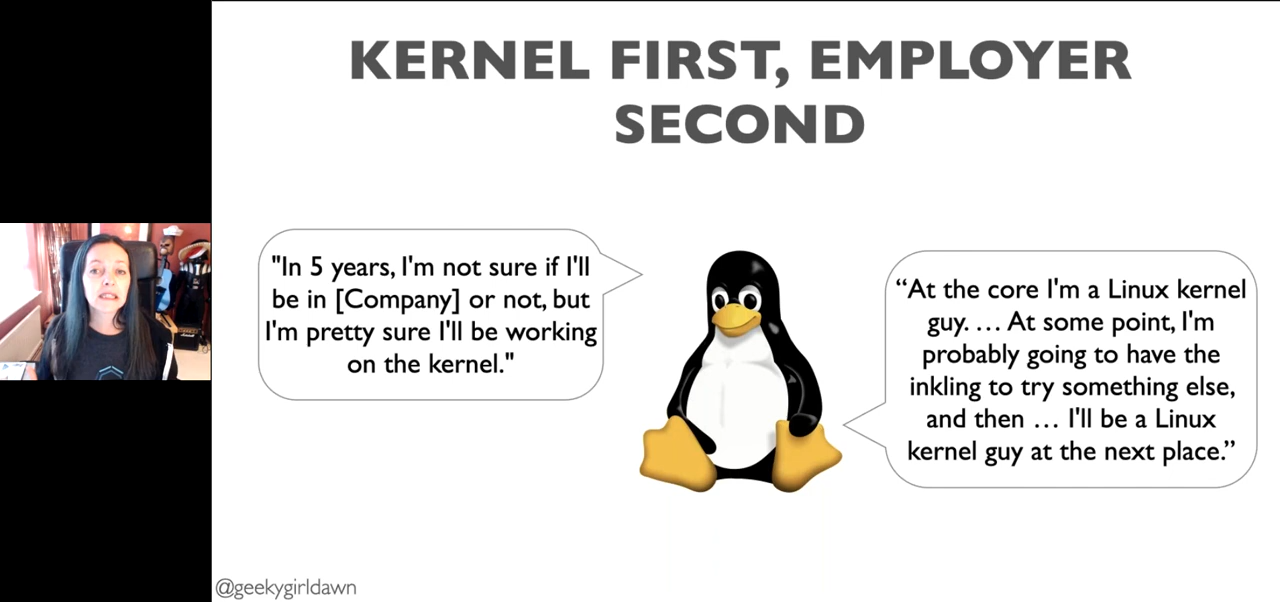 KERNEL FIRST, EMPLOYER
SECOND
"In 5 years, I'm not sure if I'll
be in [Company] or not, but
I'm pretty sure I'll be working
on the kernel."
“At the core I'm a Linux kernel
guy. … At some point, I'm
probably going to have the
inkling to try something else,
and then … I'll be a Linux
kernel guy at the next place.”
@geekygirldawn